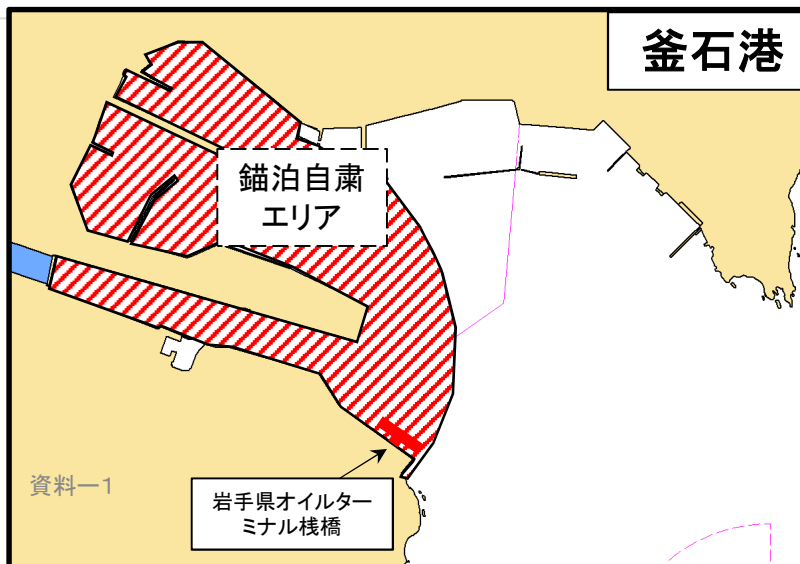 釜石港
錨泊自粛
エリア
資料ー1
岩手県オイルター
ミナル桟橋